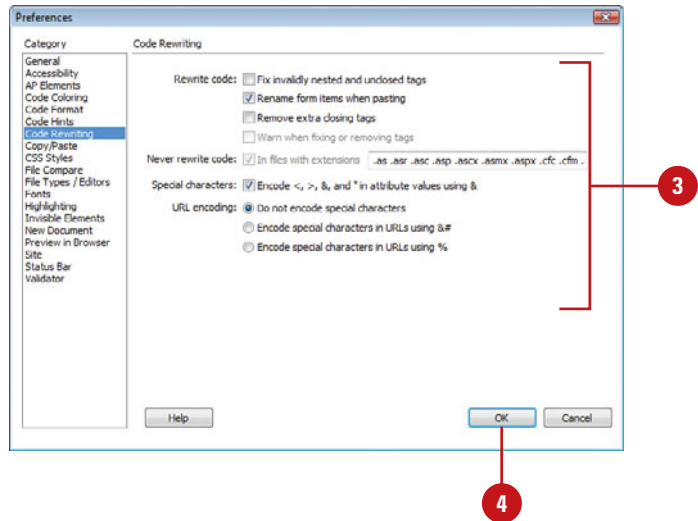 Preferences
Category
Code Rewriting
General
Accessibility
AP Elements
Code Coloring
Code Format
Code Hints
Code Rewriting
Copy/Paste
CSS Styles
File Compare
File Types / Editors
Fonts
Highlighting
Invisible Elements
New Document
Preview in Browser
Site
Status Bar
Validator
Rewrite code: Fix invalidly nested and unclosed tags
Rename form items when pasting
Remove extra closing tags
Warn when fixing or removing tags
Never rewrite code: In files with extensions .as .asr .asc .asp .ascx .asmx .aspx .cfc .cfm .
Special characters: Encode <, >, &, and " in attribute values using &
URL encoding: Do not encode special characters
Encode special characters in URLs using &#
Encode special characters in URLs using %
3
Help
OK
Cancel
4